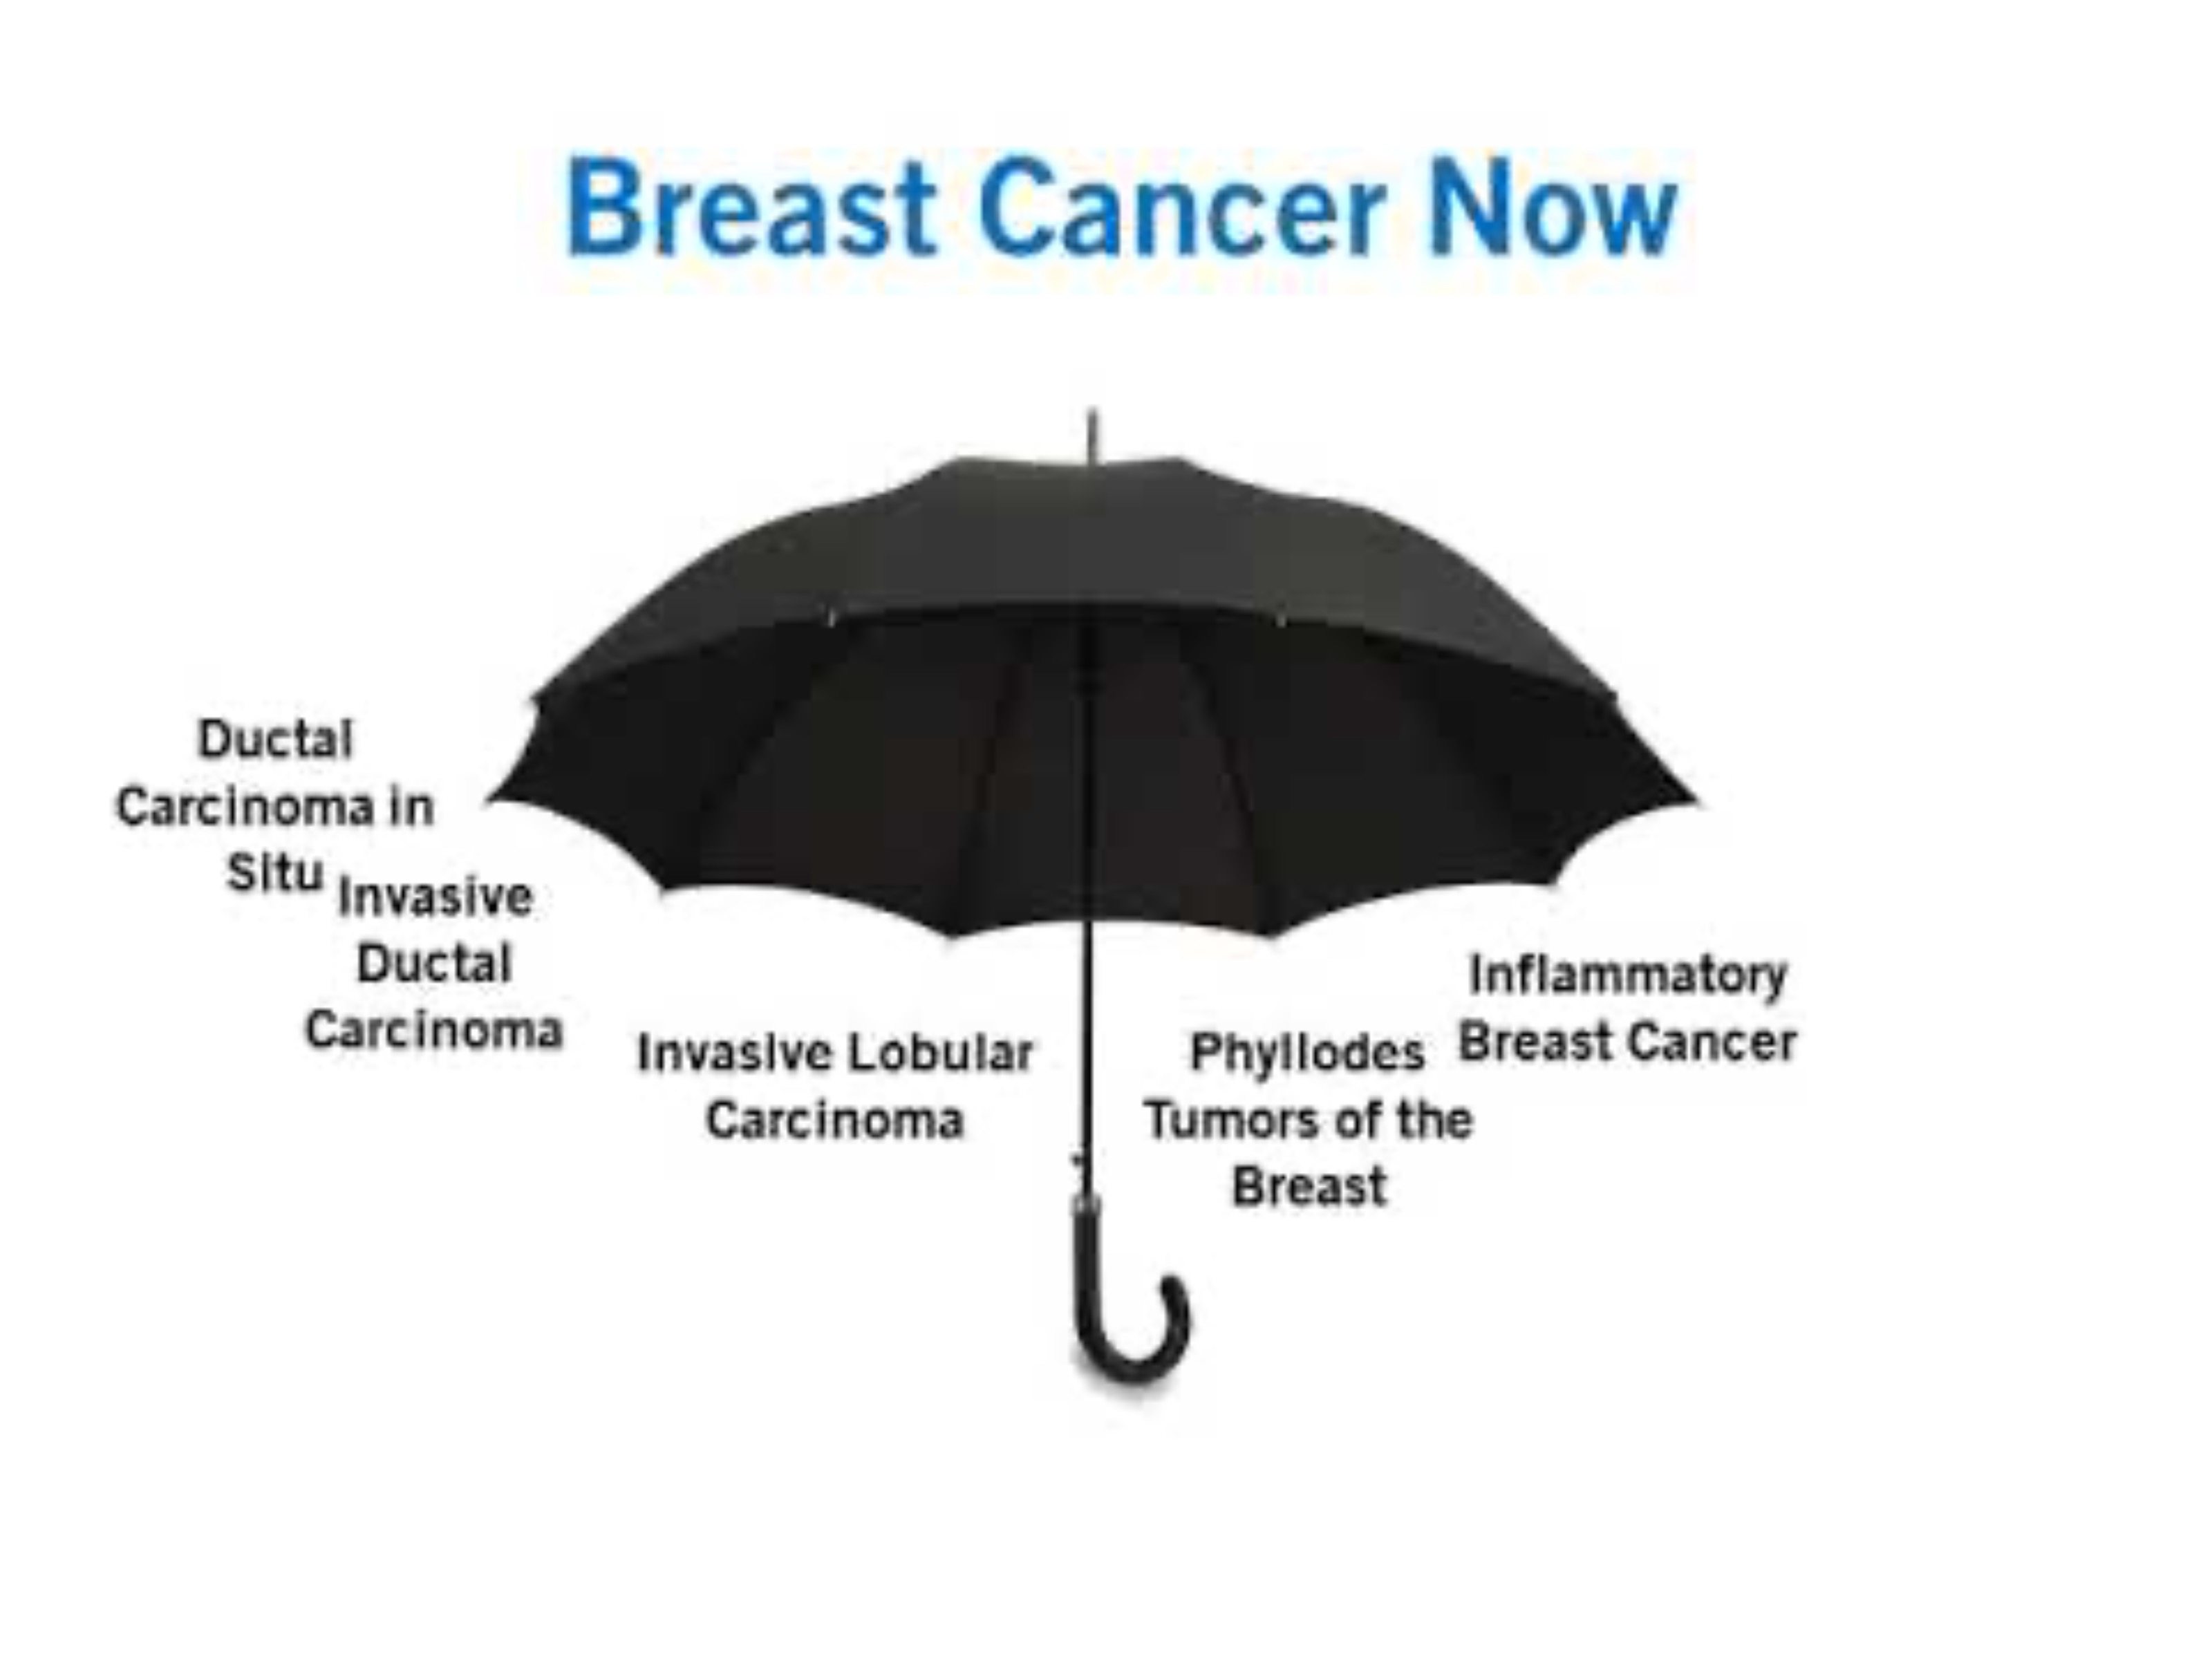 Breast Cancer Now
Ductal
Carcinoma in
Situ
Invasive
Ductal
Carcinoma
Invasive Lobular
Carcinoma
Phyllodes
Tumors of the
Breast
Inflammatory
Breast Cancer